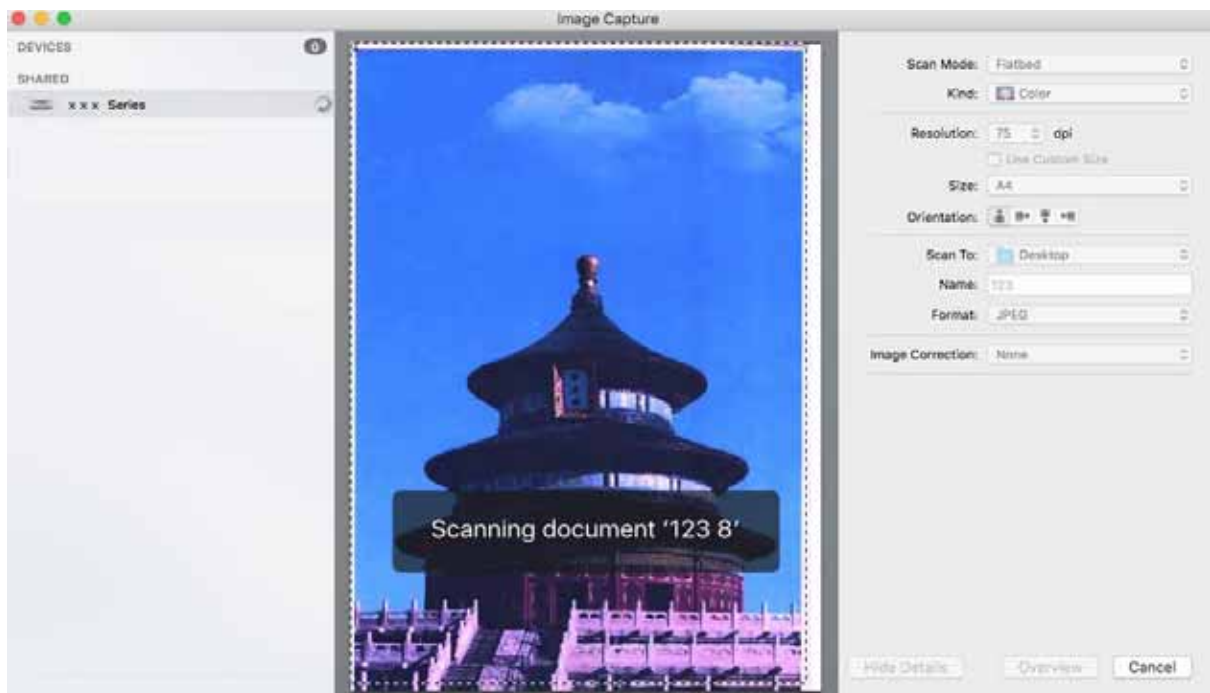 Image Capture
DEVICES 0
SHARED
x x x Series
Scanning document '123 8'
Scan Mode: Flatbed
Kind: Color
Resolution: 75 dpi
Use Custom Size
Size: A4
Orientation:
Scan To: Desktop
Name: 123
Format: JPEG
Image Correction: None
Hide Details Overview Cancel